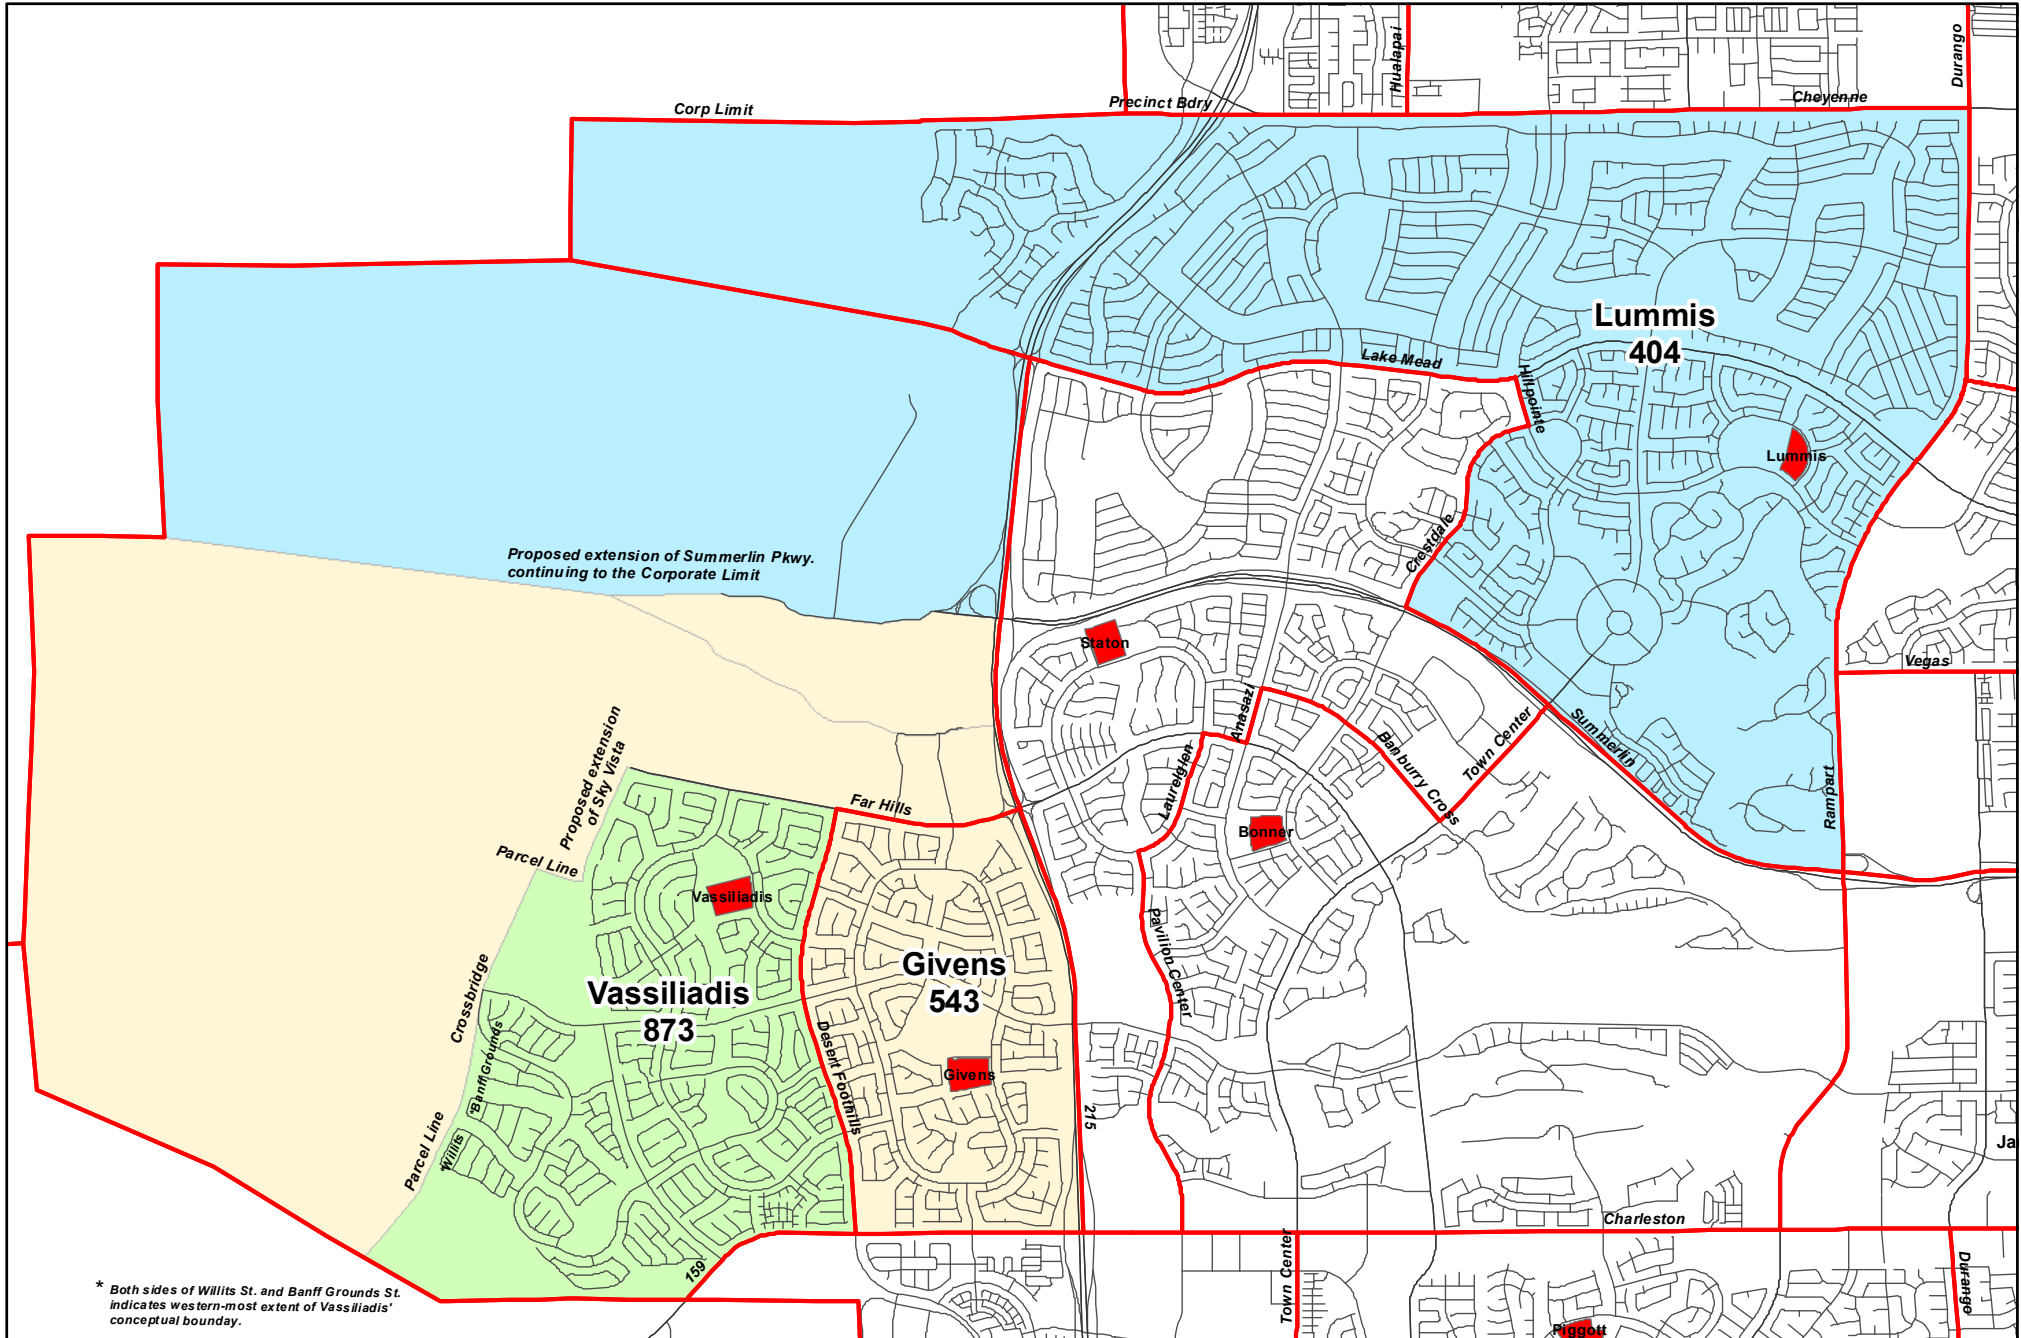 Hualapai
Durango
Corp Limit
Precinct Bdry
Cheyenne
Lummis
404
Lake Mead
Hillpointe
Lummis
Crestdale
Proposed extension of Summerlin Pkwy.
continuing to the Corporate Limit
Staton
Vegas
Anasazi
Proposed extension
of Sky Vista
Laurelglen
Banburry Cross
Town Center
Summerlin
Rampart
Far Hills
Bonner
Parcel Line
Vassiliadis
Pavilion Center
Givens
543
Vassiliadis
873
Crossbridge
*Banff Grounds
Desert Foothills
Givens
215
Parcel Line
*Willits
Ja
Charleston
159
Town Center
Durango
* Both sides of Willits St. and Banff Grounds St.
indicates western-most extent of Vassiliadis'
conceptual bounday.
Piggott